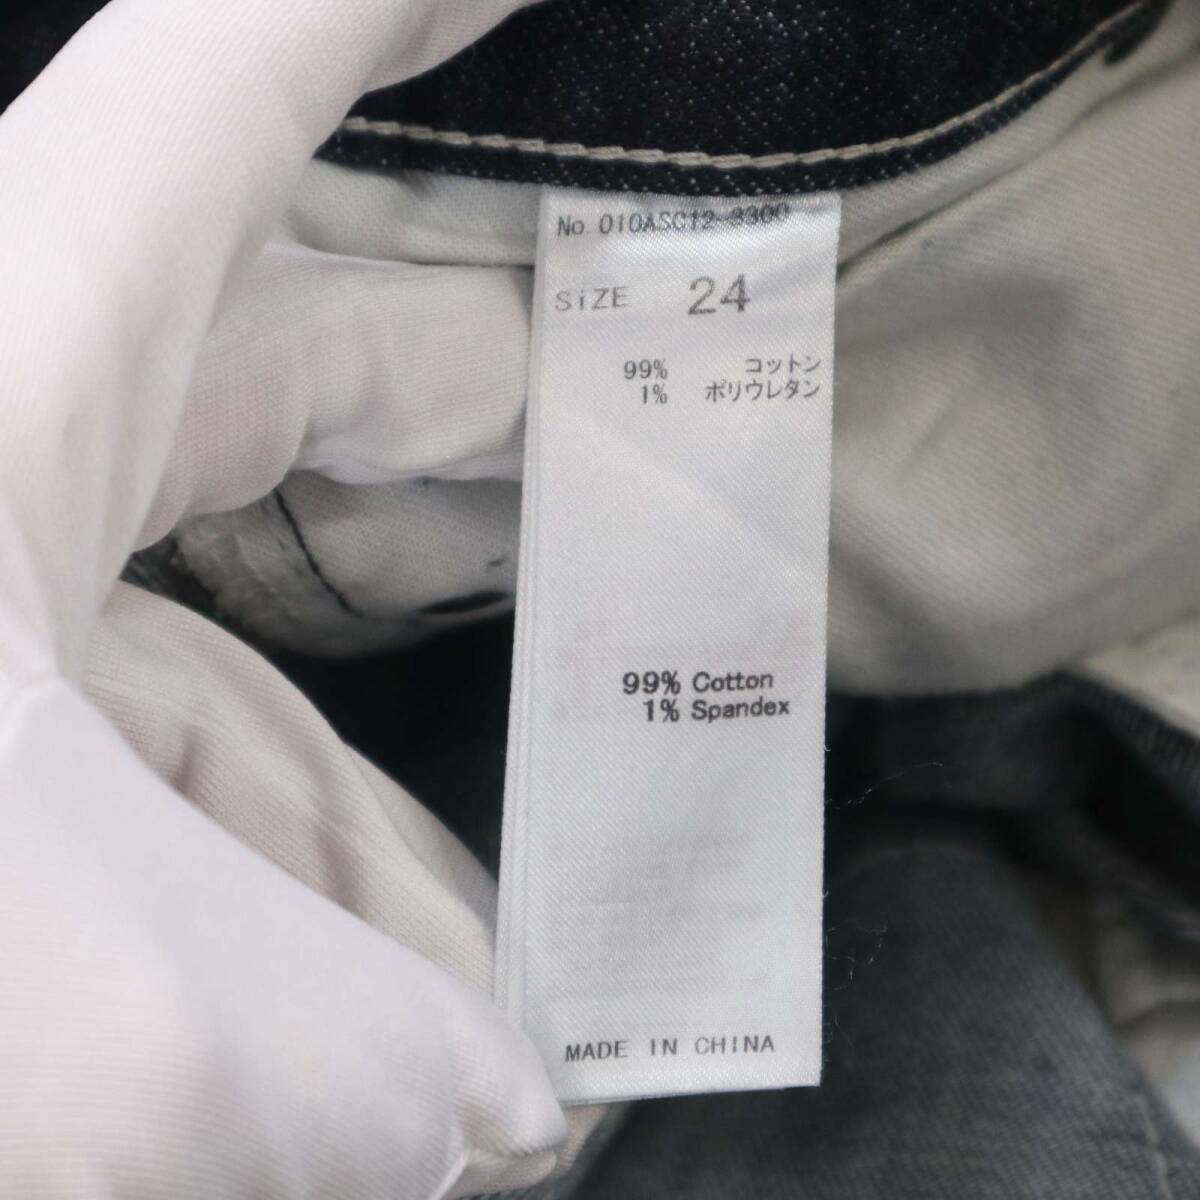 No. 010ASC12-3300
SiZE 24
99% コットン
1% ポリウレタン
99% Cotton
1% Spandex
MADE IN CHINA